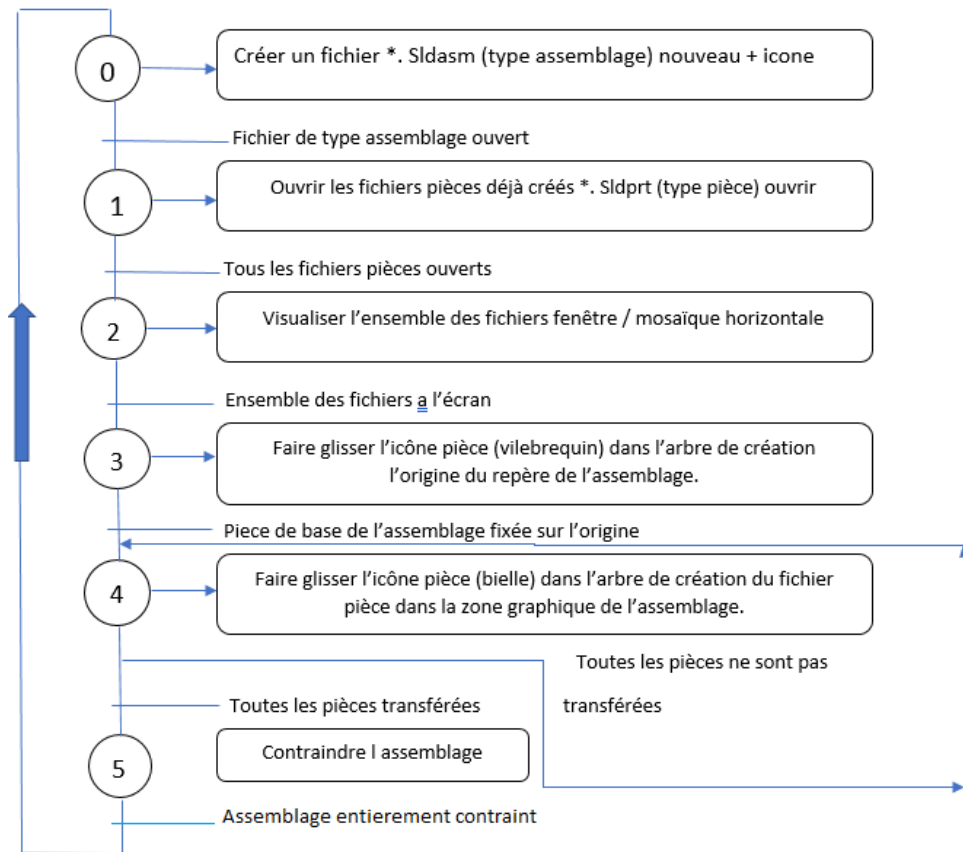 0
Créer un fichier *. Sldasm (type assemblage) nouveau + icone
Fichier de type assemblage ouvert
1
Ouvrir les fichiers pièces déjà créés *. Sldprt (type pièce) ouvrir
Tous les fichiers pièces ouverts
2
Visualiser l’ensemble des fichiers fenêtre / mosaïque horizontale
Ensemble des fichiers a l’écran
3
Faire glisser l’icône pièce (vilebrequin) dans l’arbre de création
l’origine du repère de l’assemblage.
Piece de base de l’assemblage fixée sur l’origine
4
Faire glisser l’icône pièce (bielle) dans l’arbre de création du fichier
pièce dans la zone graphique de l’assemblage.
Toutes les pièces ne sont pas
transférées
Toutes les pièces transférées
5
Contraindre l assemblage
Assemblage entierement contraint